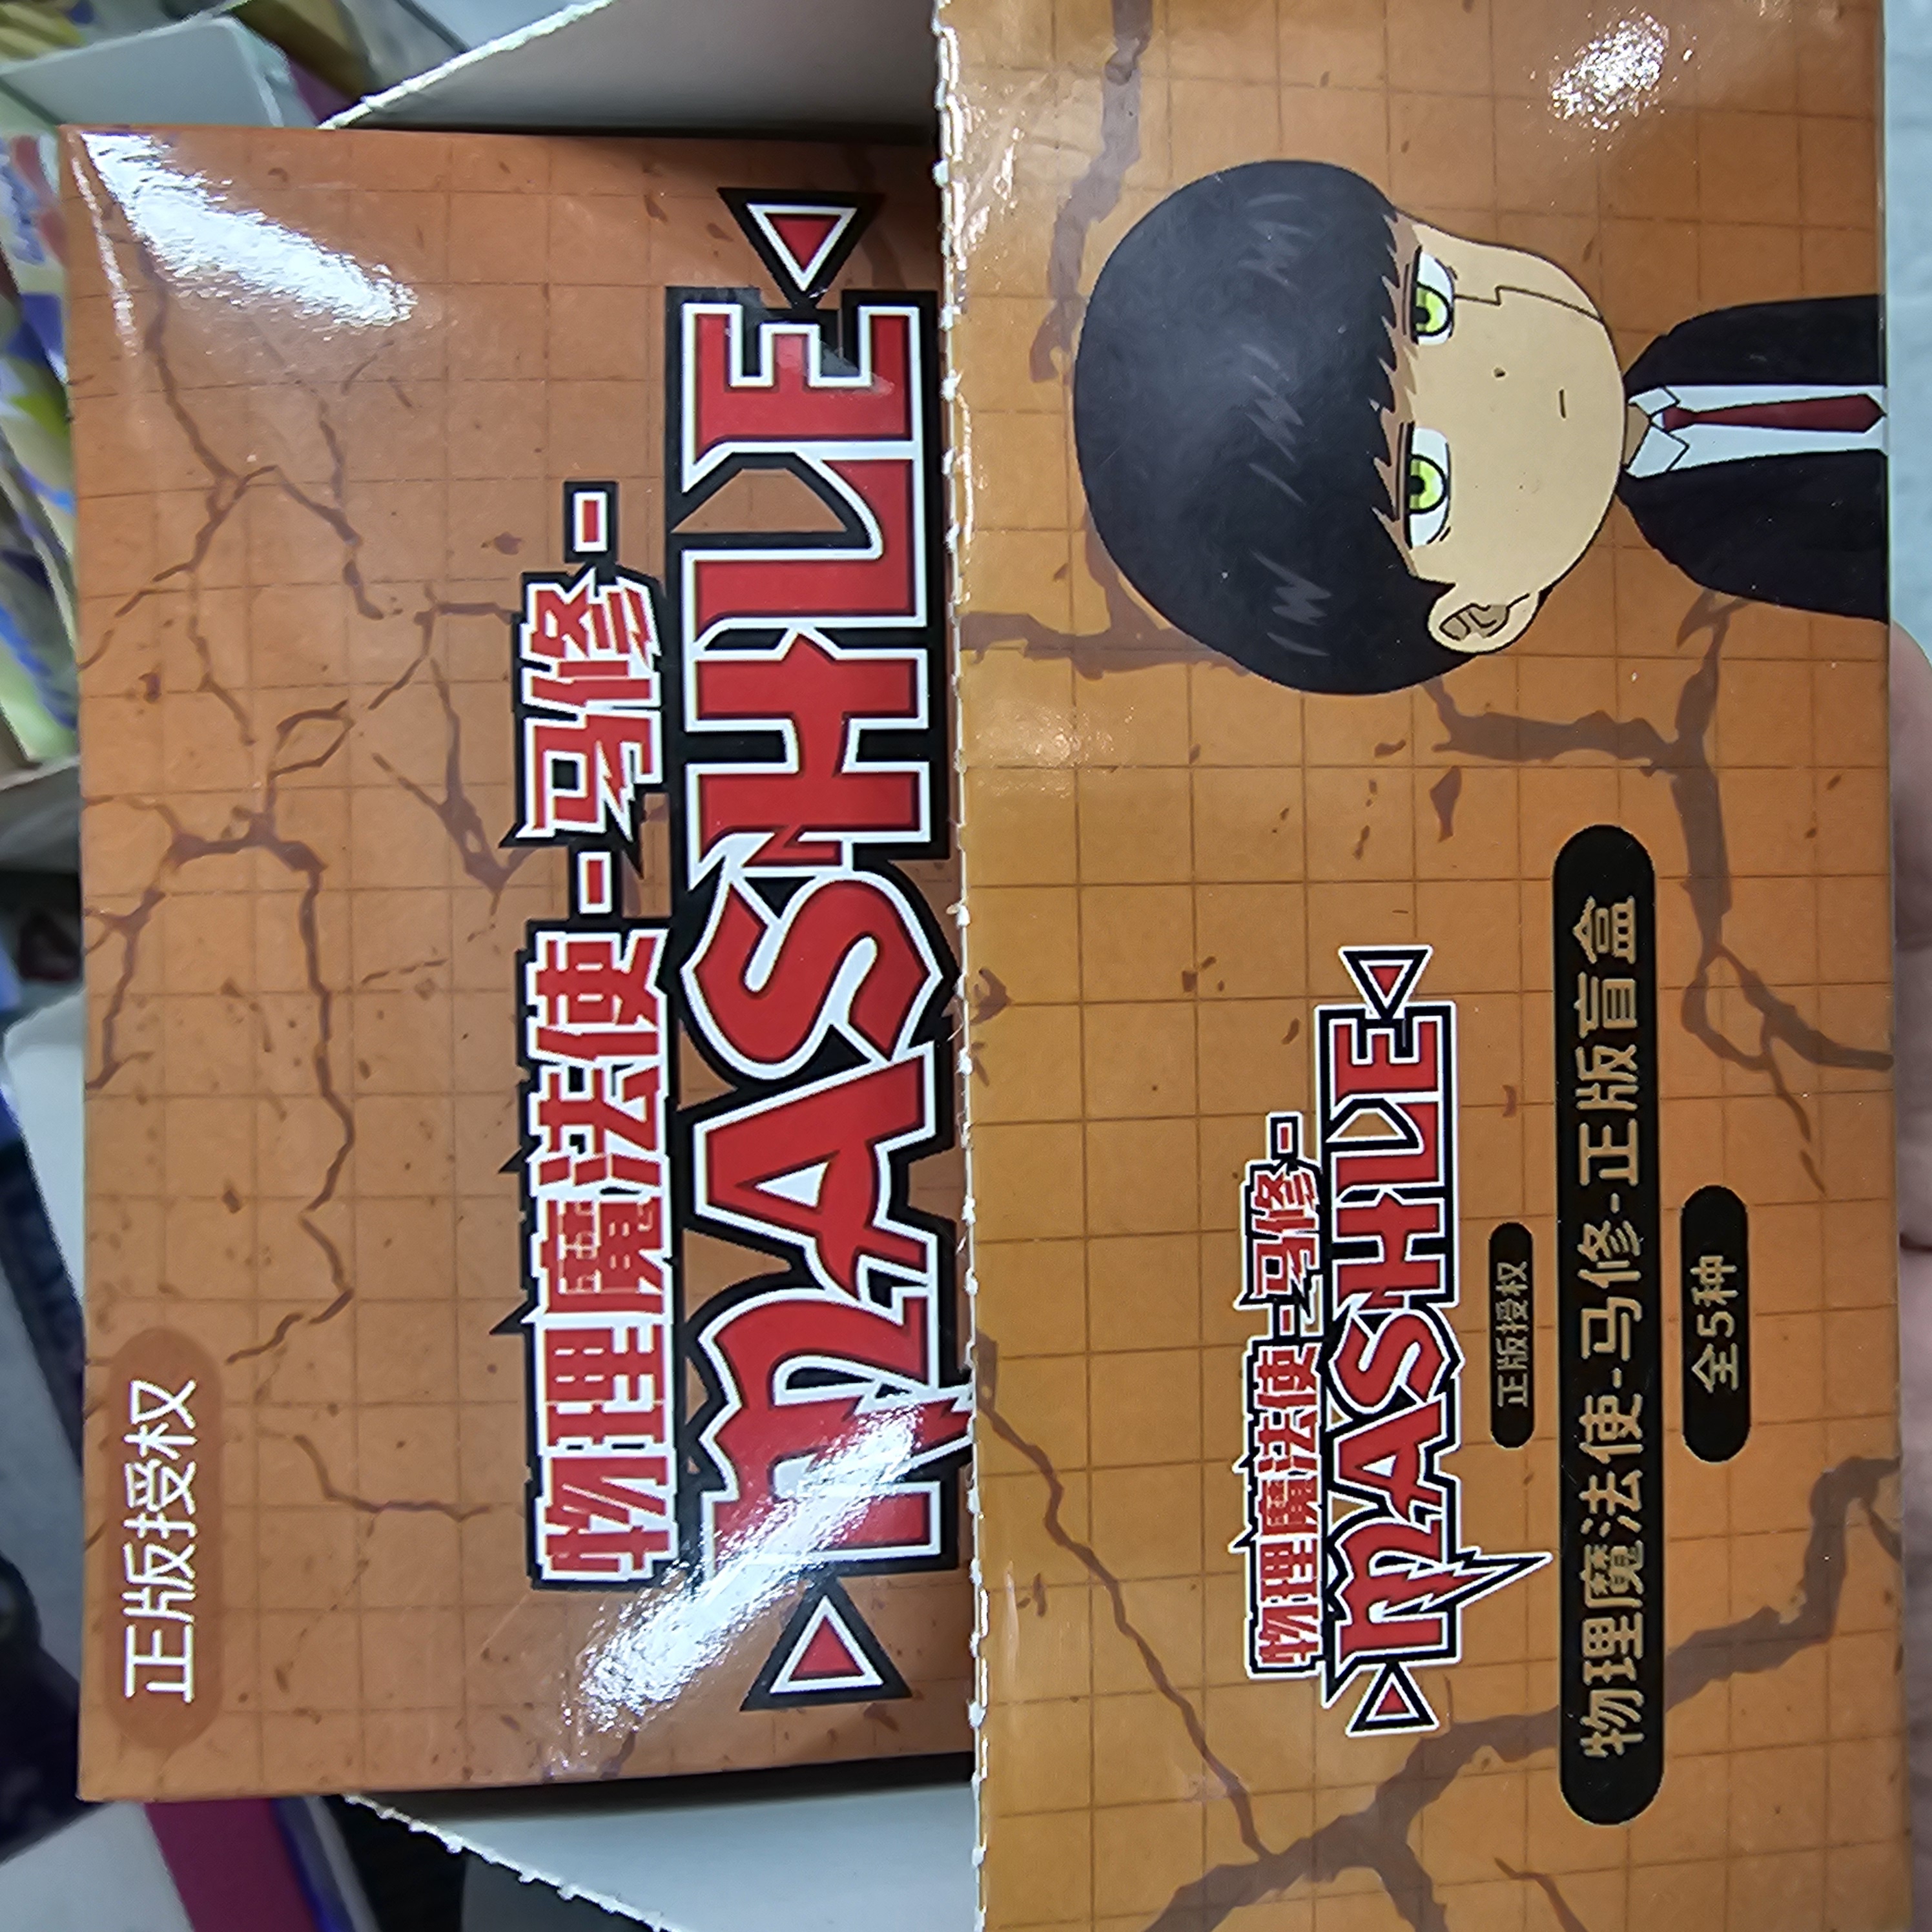 正版授权
物理魔法使-马修-
MASHLE
物理魔法使-马修-
MASHLE
正版授权
物理魔法使-马修-正版盲盒
全5种